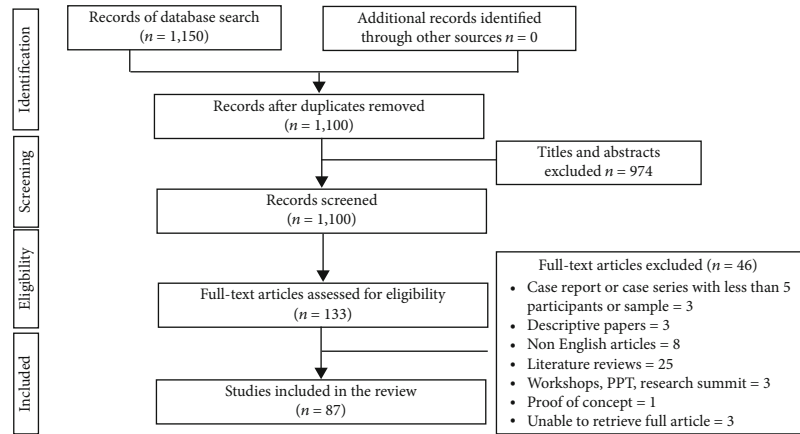 Identification
Records of database search
(n = 1,150)
Additional records identified
through other sources n = 0
Records after duplicates removed
(n = 1,100)
Screening
Titles and abstracts
excluded n = 974
Records screened
(n = 1,100)
Eligibility
Full-text articles assessed for eligibility
(n = 133)
Full-text articles excluded (n = 46)
• Case report or case series with less than 5
participants or sample = 3
• Descriptive papers = 3
• Non English articles = 8
• Literature reviews = 25
• Workshops, PPT, research summit = 3
• Proof of concept = 1
• Unable to retrieve full article = 3
Included
Studies included in the review
(n = 87)